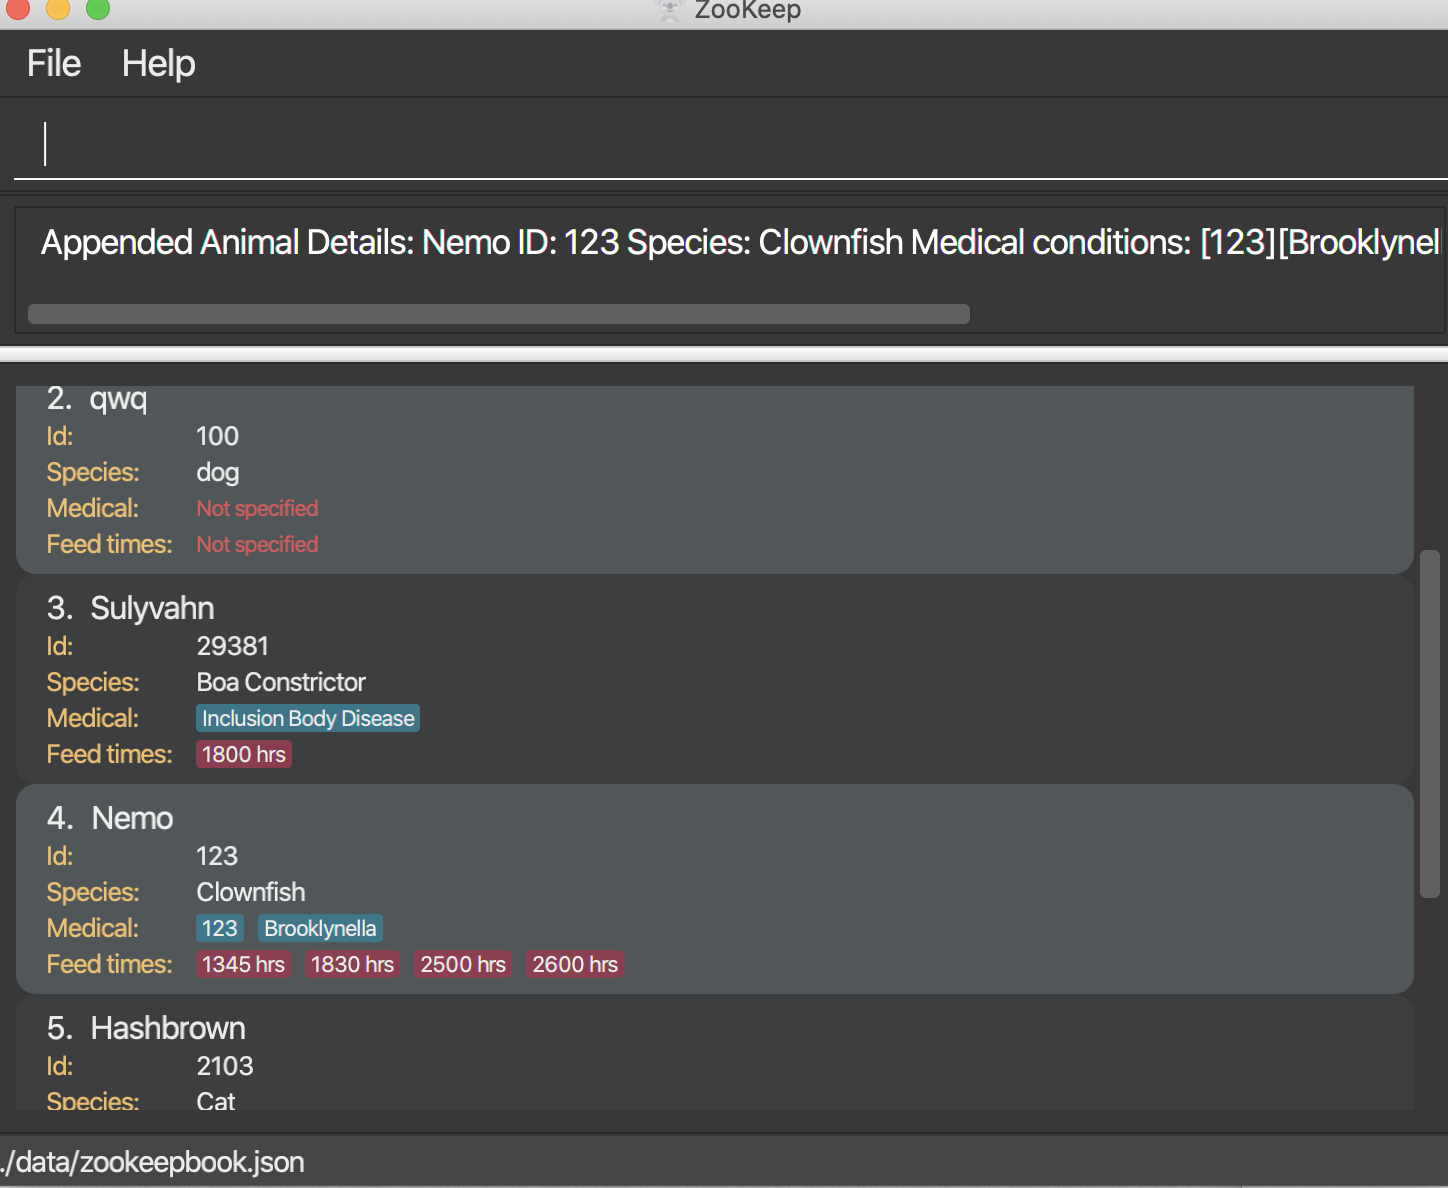 ZooKeep
File Help
Appended Animal Details: Nemo ID: 123 Species: Clownfish Medical conditions: [123][Brooklynel
2. qwq
Id: 100
Species: dog
Medical: Not specified
Feed times: Not specified
3. Sulyvahn
Id: 29381
Species: Boa Constrictor
Medical: Inclusion Body Disease
Feed times: 1800 hrs
4. Nemo
Id: 123
Species: Clownfish
Medical: 123 Brooklynella
Feed times: 1345 hrs 1830 hrs 2500 hrs 2600 hrs
5. Hashbrown
Id: 2103
Species: Cat
./data/zookeepbook.json